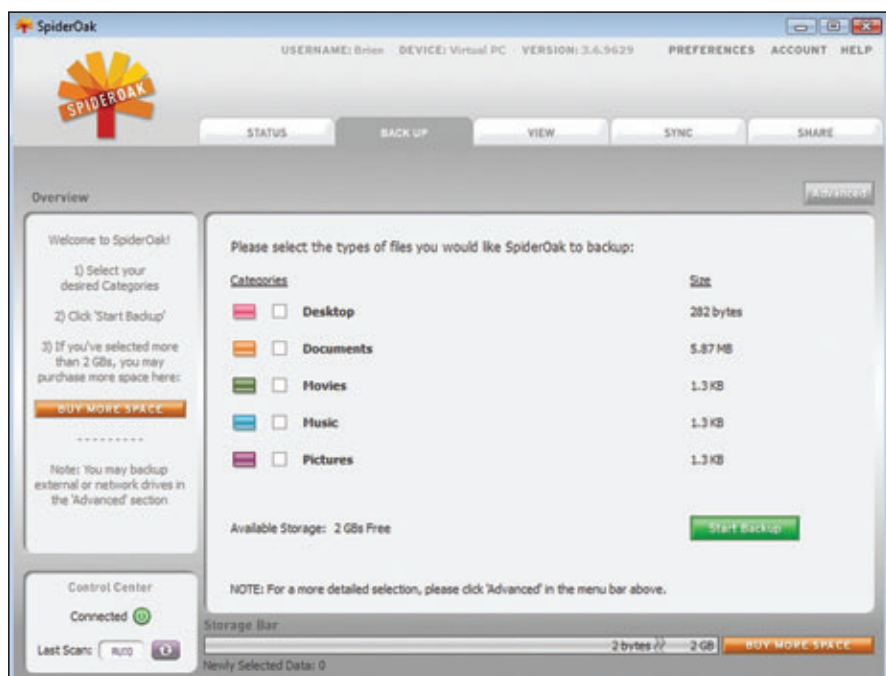 SpiderOak
USERNAME: Brien DEVICE: Virtual PC VERSION: 3.6.9629 PREFERENCES ACCOUNT HELP
SPIDEROAK
STATUS BACK UP VIEW SYNC SHARE
Overview
Advanced
Welcome to SpiderOak!
1) Select your
desired Categories
2) Click 'Start Backup'
3) If you've selected more
than 2 GBs, you may
purchase more space here:
BUY MORE SPACE
- - - - - - - - -
Note: You may backup
external or network drives in
the 'Advanced' section
Please select the types of files you would like SpiderOak to backup:
Categories Size
Desktop 282 bytes
Documents 5.87 MB
Movies 1.3 KB
Music 1.3 KB
Pictures 1.3 KB
Available Storage: 2 GBs Free
Start Backup
NOTE: For a more detailed selection, please click 'Advanced' in the menu bar above.
Control Center
Connected
Last Scan: AUTO
Storage Bar
2 bytes 2 GB BUY MORE SPACE
Newly Selected Data: 0